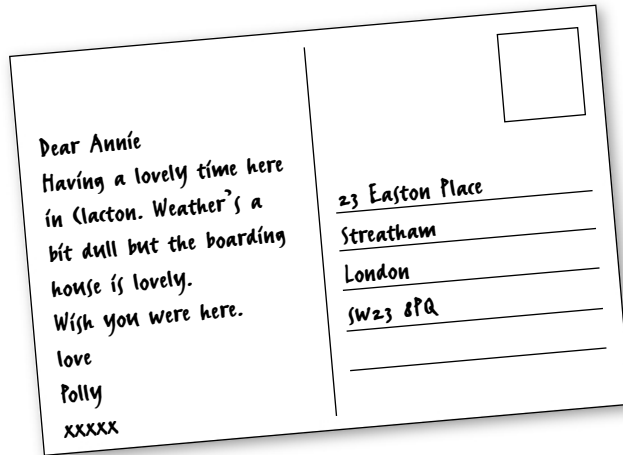 Dear Annie
Having a lovely time here
in Clacton. Weather's a
bit dull but the boarding
house is lovely.
Wish you were here.
love
Polly
xxxxx
23 Easton Place
Streatham
London
SW23 8PQ